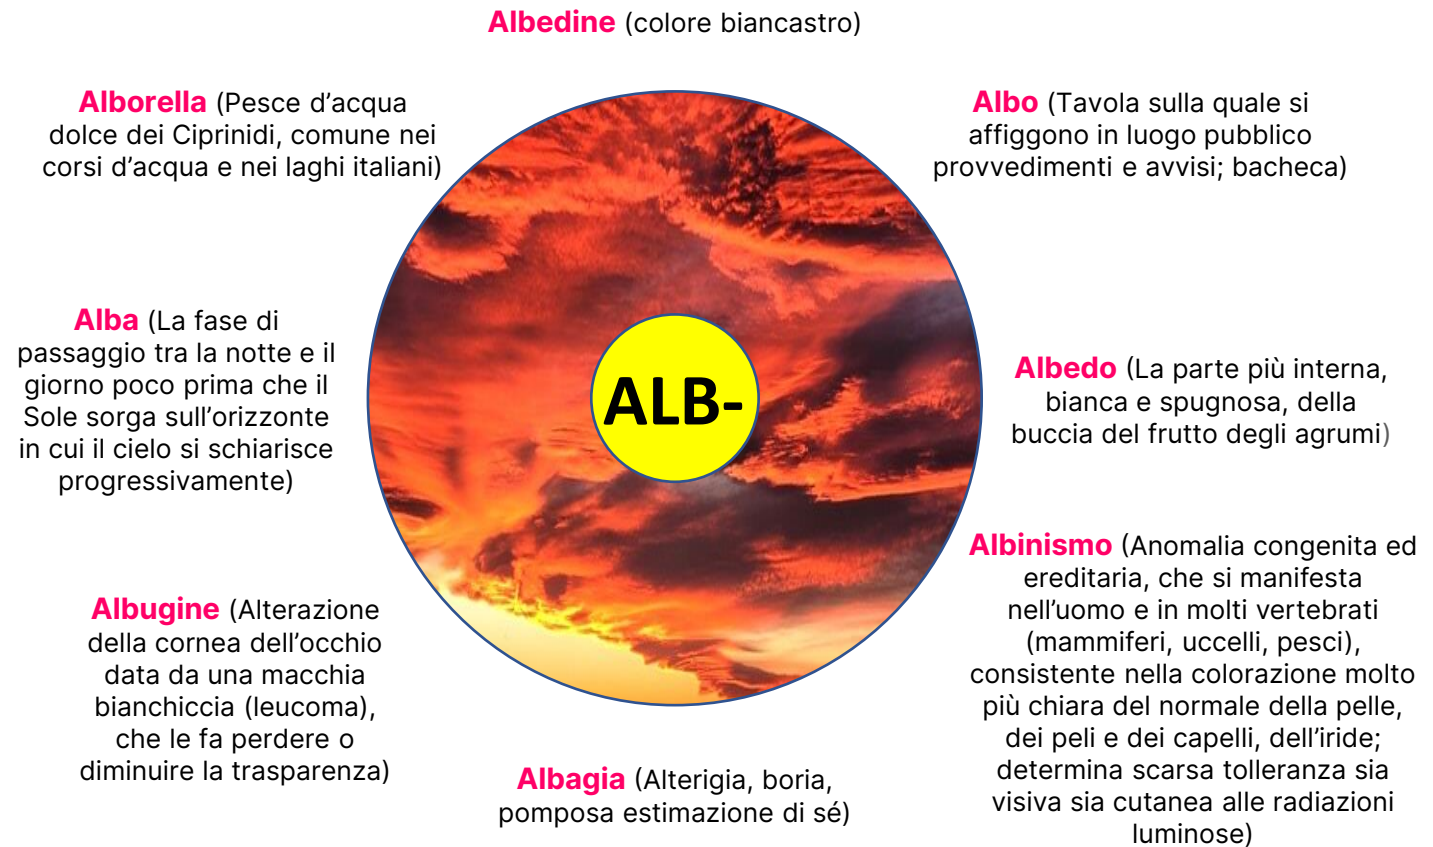 Albedine (colore biancastro)
Alborella (Pesce d’acqua
dolce dei Ciprinidi, comune nei
corsi d’acqua e nei laghi italiani)
Albo (Tavola sulla quale si
affiggono in luogo pubblico
provvedimenti e avvisi; bacheca)
Alba (La fase di
passaggio tra la notte e il
giorno poco prima che il
Sole sorga sull’orizzonte
in cui il cielo si schiarisce
progressivamente)
ALB-
Albedo (La parte più interna,
bianca e spugnosa, della
buccia del frutto degli agrumi)
Albugine (Alterazione
della cornea dell’occhio
data da una macchia
bianchiccia (leucoma),
che le fa perdere o
diminuire la trasparenza)
Albagia (Alterigia, boria,
pomposa estimazione di sé)
Albinismo (Anomalia congenita ed
ereditaria, che si manifesta
nell’uomo e in molti vertebrati
(mammiferi, uccelli, pesci),
consistente nella colorazione molto
più chiara del normale della pelle,
dei peli e dei capelli, dell’iride;
determina scarsa tolleranza sia
visiva sia cutanea alle radiazioni
luminose)